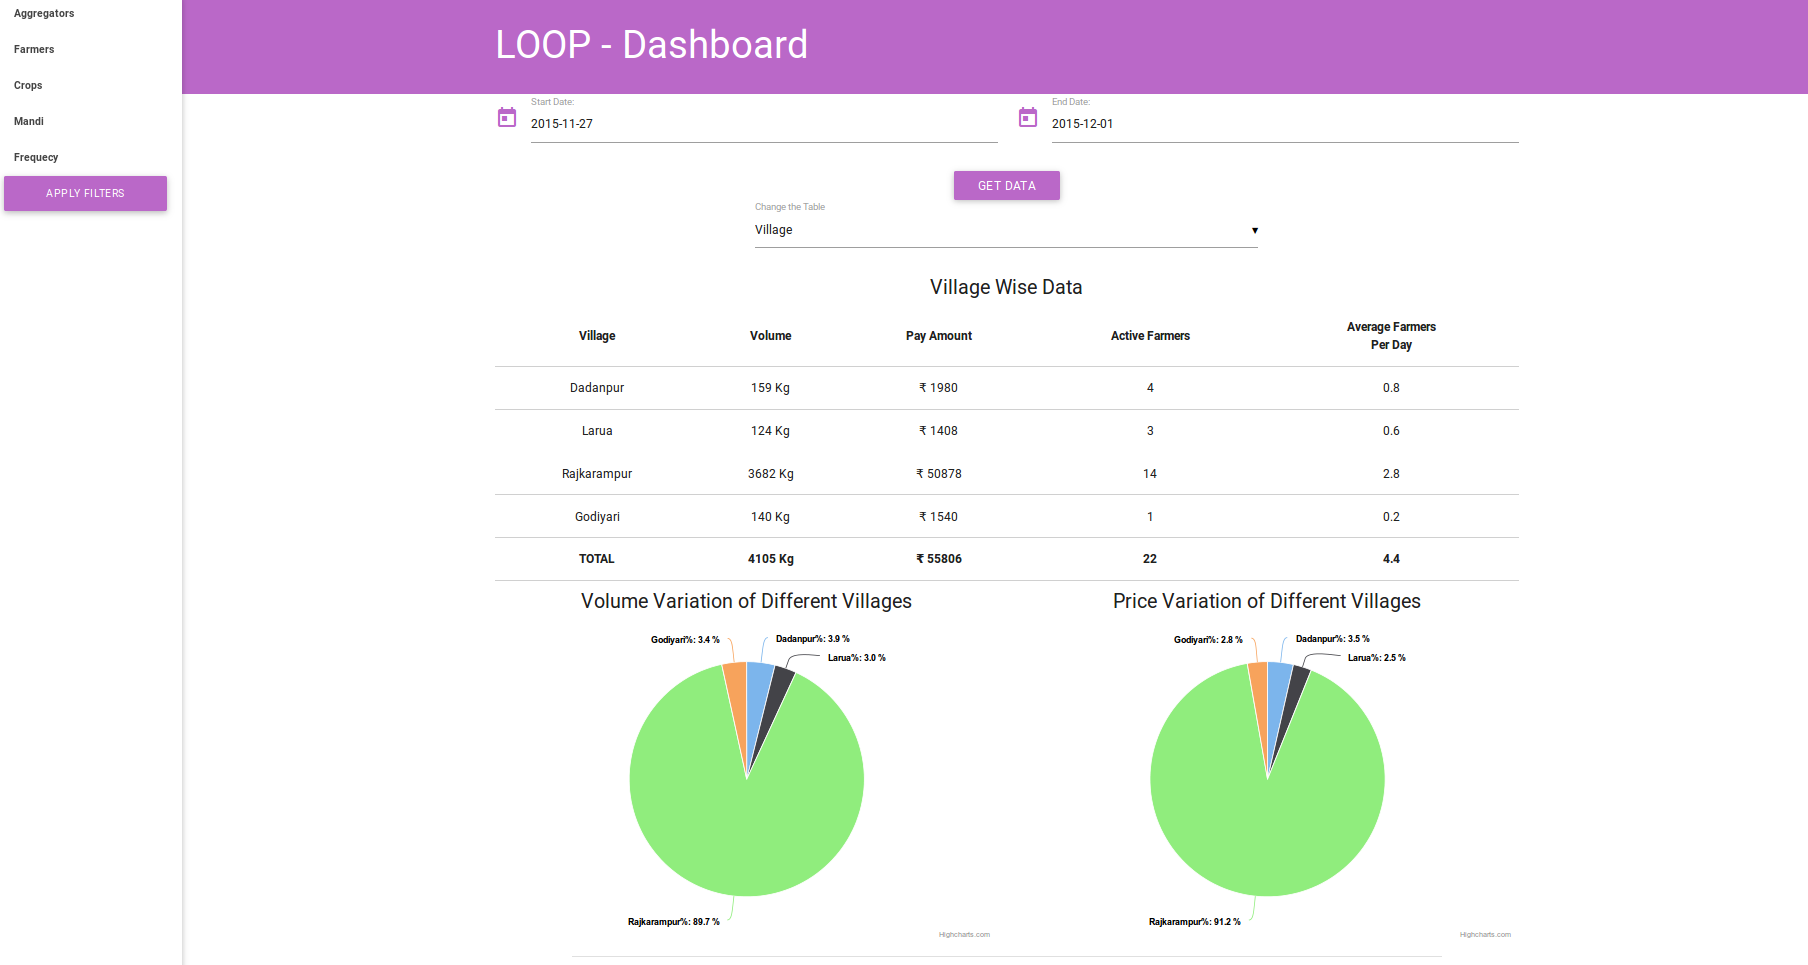 Aggregators
Farmers
Crops
Mandi
Frequecy
APPLY FILTERS
LOOP - Dashboard
Start Date:
2015-11-27
End Date:
2015-12-01
GET DATA
Change the Table
Village ▼
Village Wise Data
Village Volume Pay Amount Active Farmers Average Farmers Per Day
Dadanpur 159 Kg ₹ 1980 4 0.8
Larua 124 Kg ₹ 1408 3 0.6
Rajkarampur 3682 Kg ₹ 50878 14 2.8
Godiyari 140 Kg ₹ 1540 1 0.2
TOTAL 4105 Kg ₹ 55806 22 4.4
Volume Variation of Different Villages
Godiyari%: 3.4 %
Dadanpur%: 3.9 %
Larua%: 3.0 %
Rajkarampur%: 89.7 %
Highcharts.com
Price Variation of Different Villages
Godiyari%: 2.8 %
Dadanpur%: 3.5 %
Larua%: 2.5 %
Rajkarampur%: 91.2 %
Highcharts.com